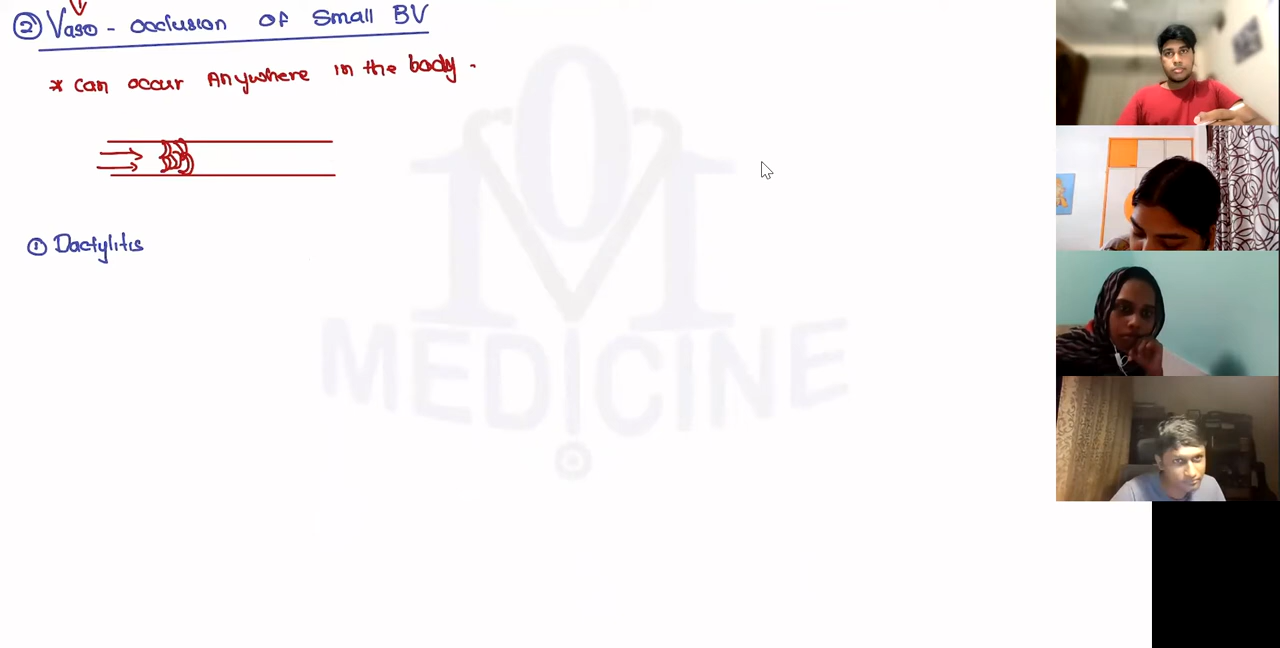 ② Vaso - occlusion of Small BV
* Can occur Anywhere in the body.
① Dactylitis
MEDICINE